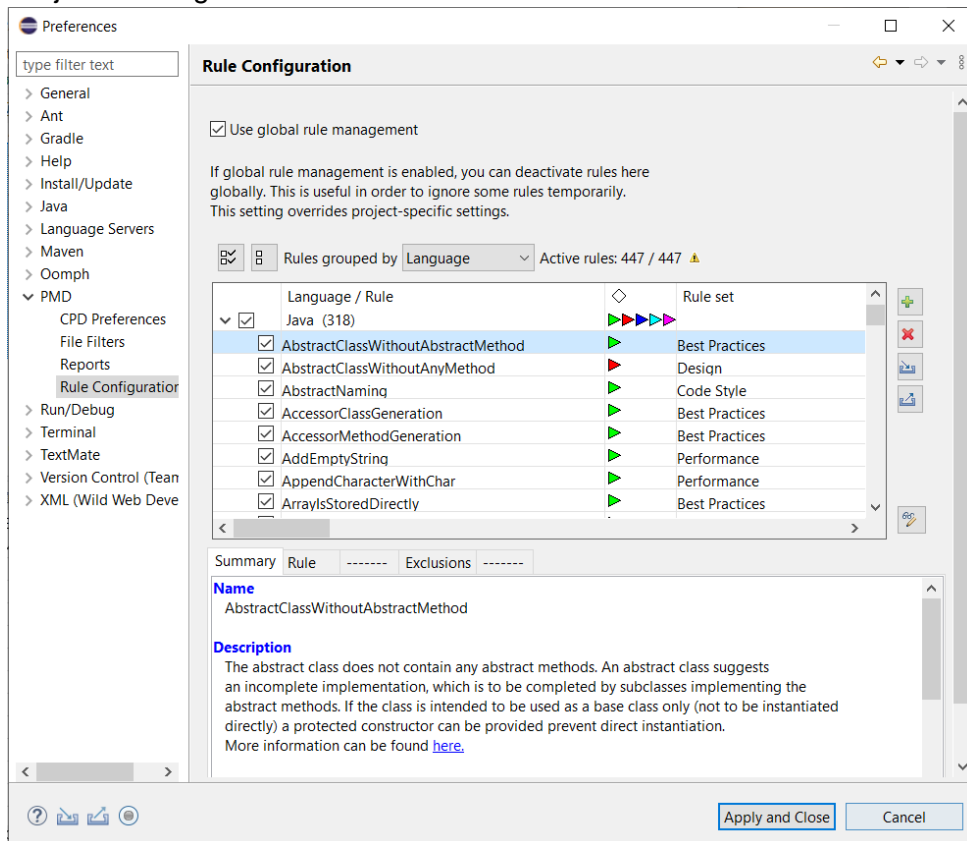 Preferences
type filter text
Rule Configuration
General
Ant
Gradle
Help
Install/Update
Java
Language Servers
Maven
Oomph
PMD
CPD Preferences
File Filters
Reports
Rule Configuration
Run/Debug
Terminal
TextMate
Version Control (Team
XML (Wild Web Deve
Use global rule management
If global rule management is enabled, you can deactivate rules here
globally. This is useful in order to ignore some rules temporarily.
This setting overrides project-specific settings.
Rules grouped by Language Active rules: 447 / 447
Language / Rule Rule set
Java (318)
AbstractClassWithoutAbstractMethod Best Practices
AbstractClassWithoutAnyMethod Design
AbstractNaming Code Style
AccessorClassGeneration Best Practices
AccessorMethodGeneration Best Practices
AddEmptyString Performance
AppendCharacterWithChar Performance
ArrayIsStoredDirectly Best Practices
Summary Rule ------- Exclusions -------
Name
AbstractClassWithoutAbstractMethod
Description
The abstract class does not contain any abstract methods. An abstract class suggests
an incomplete implementation, which is to be completed by subclasses implementing the
abstract methods. If the class is intended to be used as a base class only (not to be instantiated
directly) a protected constructor can be provided prevent direct instantiation.
More information can be found here.
Apply and Close Cancel